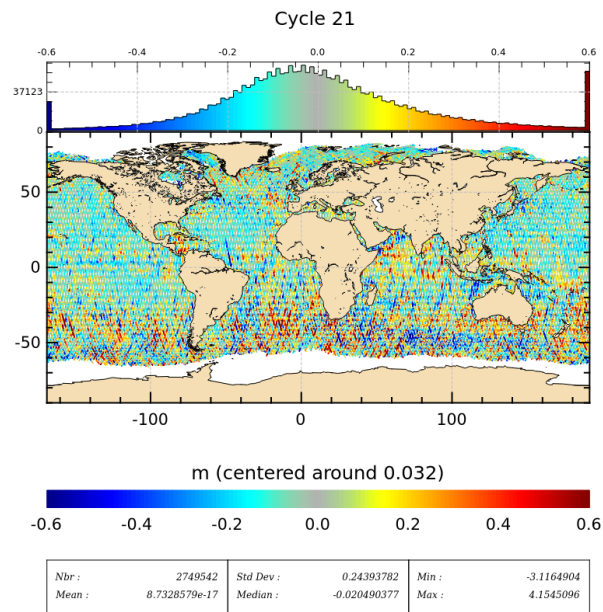 Cycle 21
-0.6 -0.4 -0.2 0.0 0.2 0.4 0.6
37123
0
50
0
-50
-100 0 100
m (centered around 0.032)
-0.6 -0.4 -0.2 0.0 0.2 0.4 0.6
Nbr : 2749542 Std Dev : 0.24393782 Min : -3.1164904
Mean : 8.7328579e-17 Median : -0.020490377 Max : 4.1545096